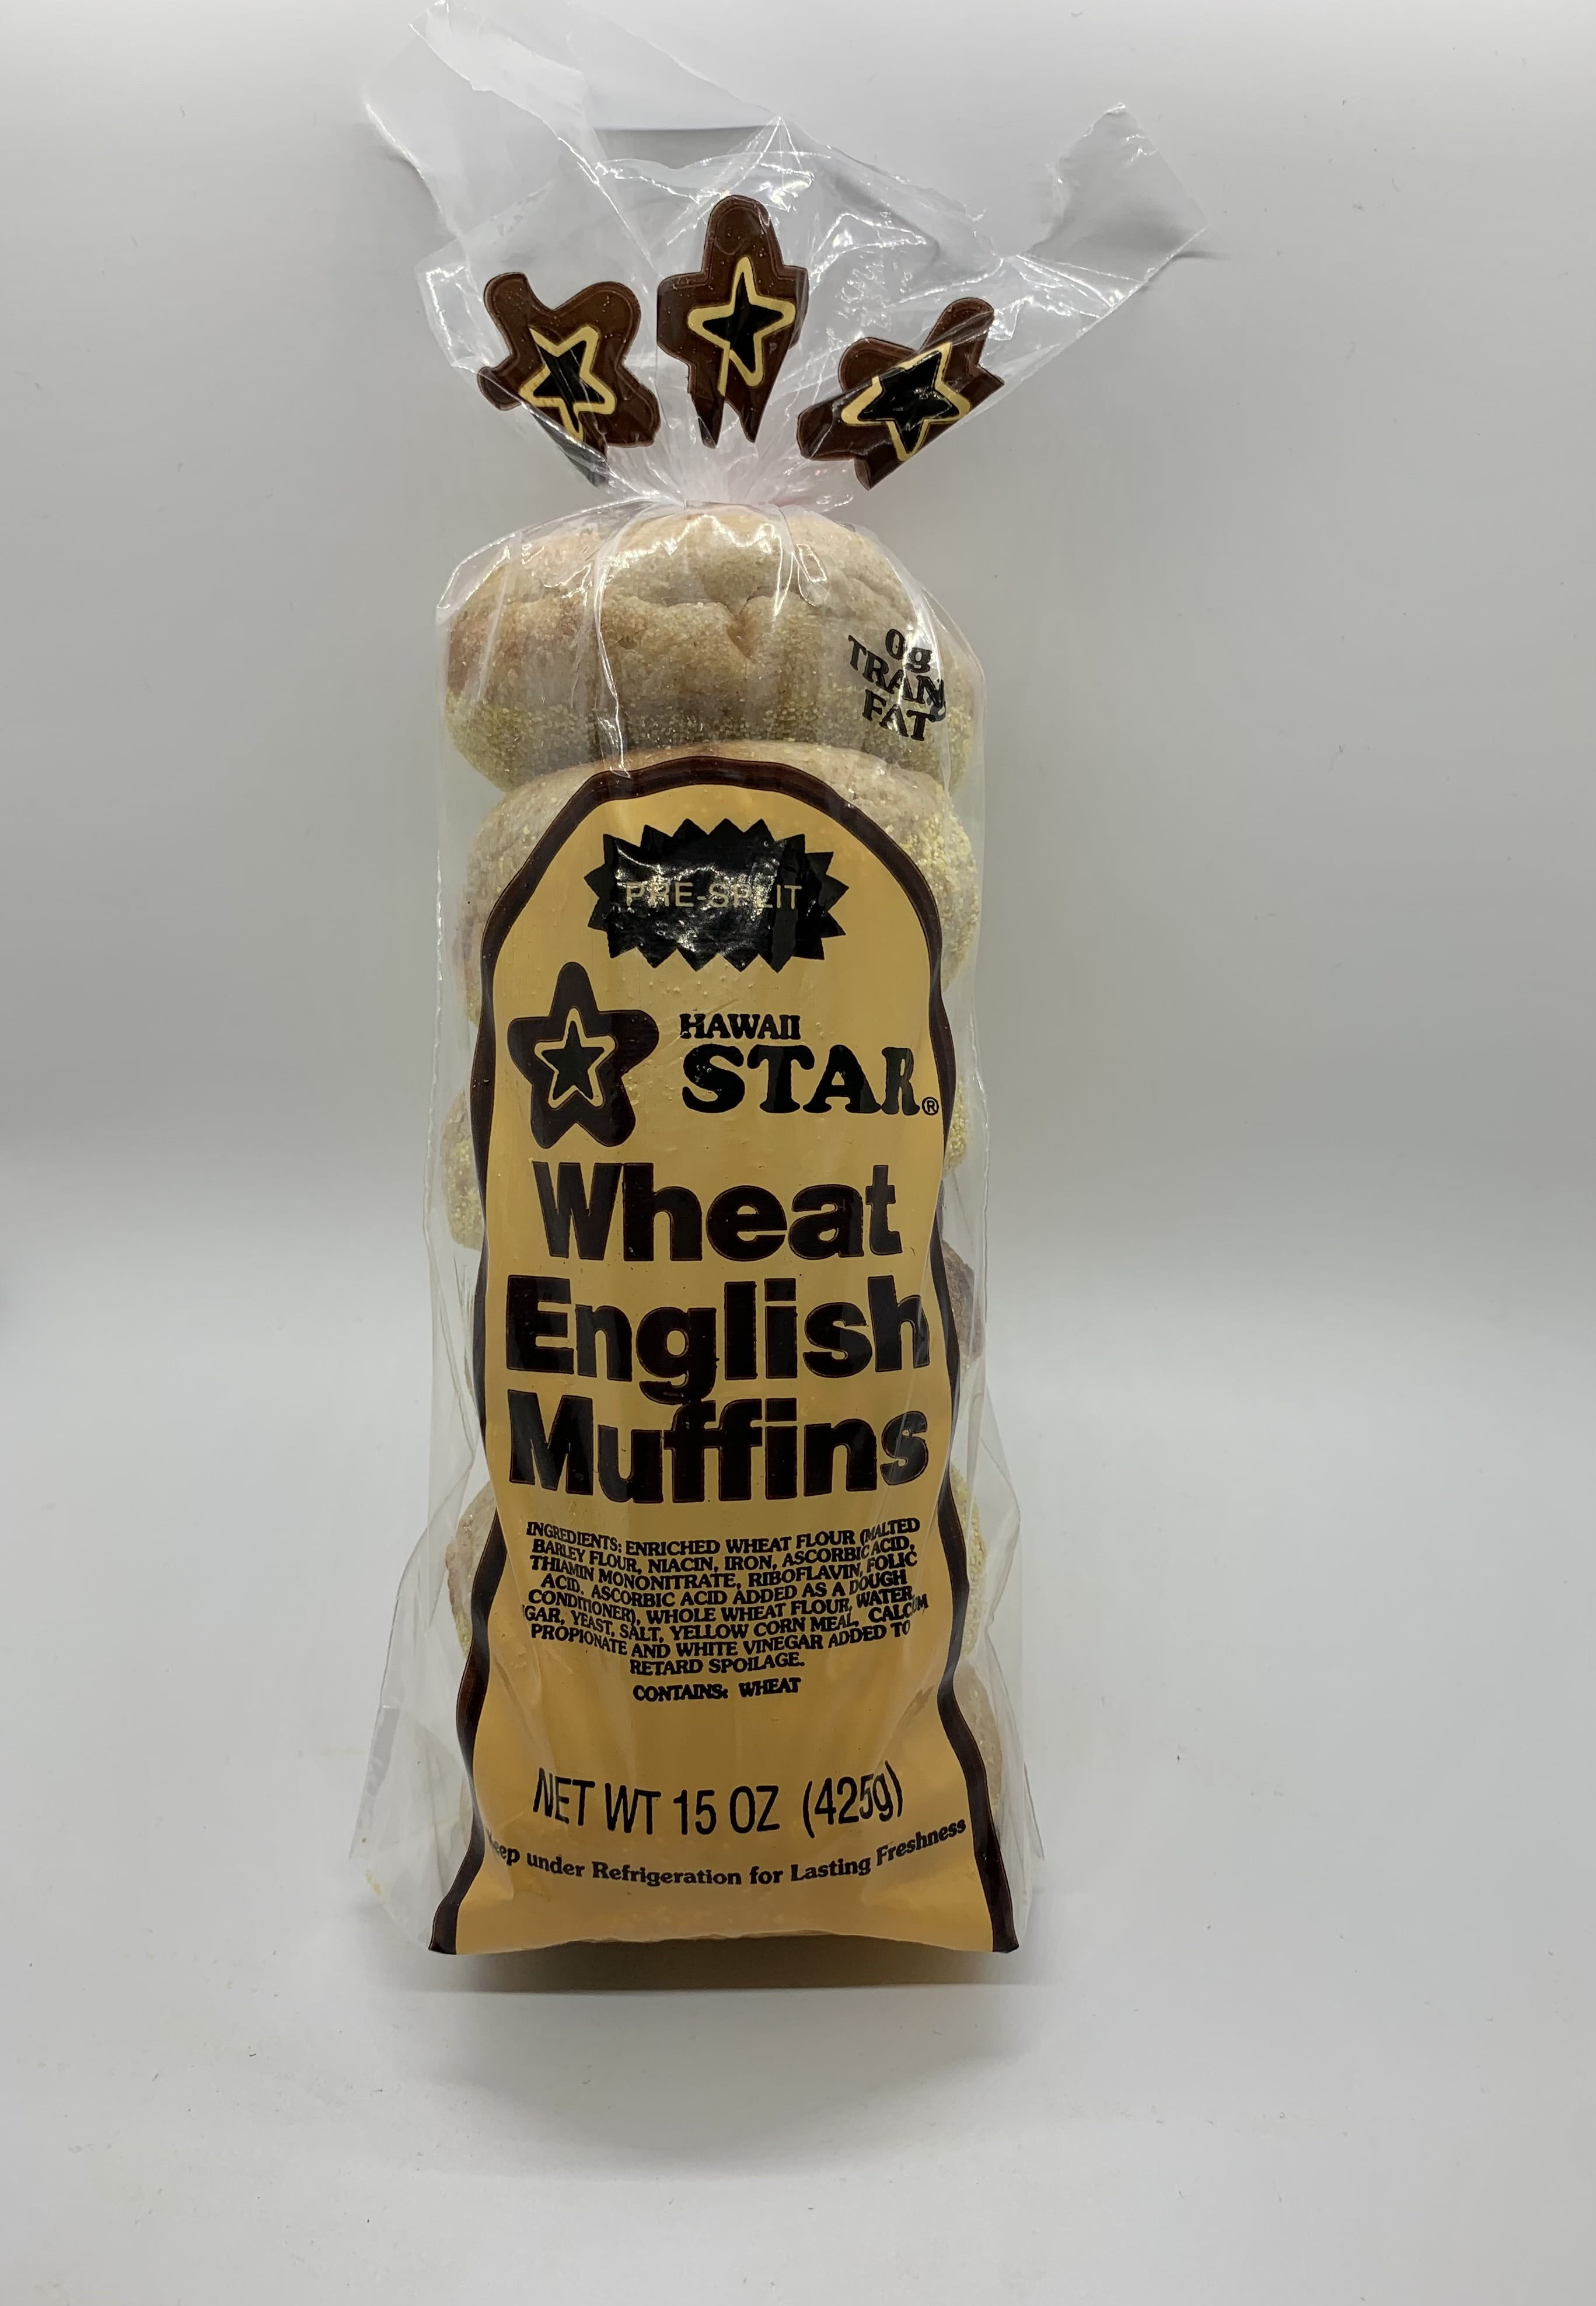 0g
TRAN
FAT
PRE-SPLIT
HAWAII
STAR®
Wheat
English
Muffins
INGREDIENTS: ENRICHED WHEAT FLOUR (MALTED
BARLEY FLOUR, NIACIN, IRON, ASCORBIC ACID,
THIAMIN MONONITRATE, RIBOFLAVIN, FOLIC
ACID. ASCORBIC ACID ADDED AS A DOUGH
CONDITIONER), WHOLE WHEAT FLOUR, WATER
GAR, YEAST, SALT, YELLOW CORN MEAL, CALCIUM
PROPIONATE AND WHITE VINEGAR ADDED TO
RETARD SPOILAGE.
CONTAINS: WHEAT
NET WT 15 OZ (425g)
eep under Refrigeration for Lasting Freshness